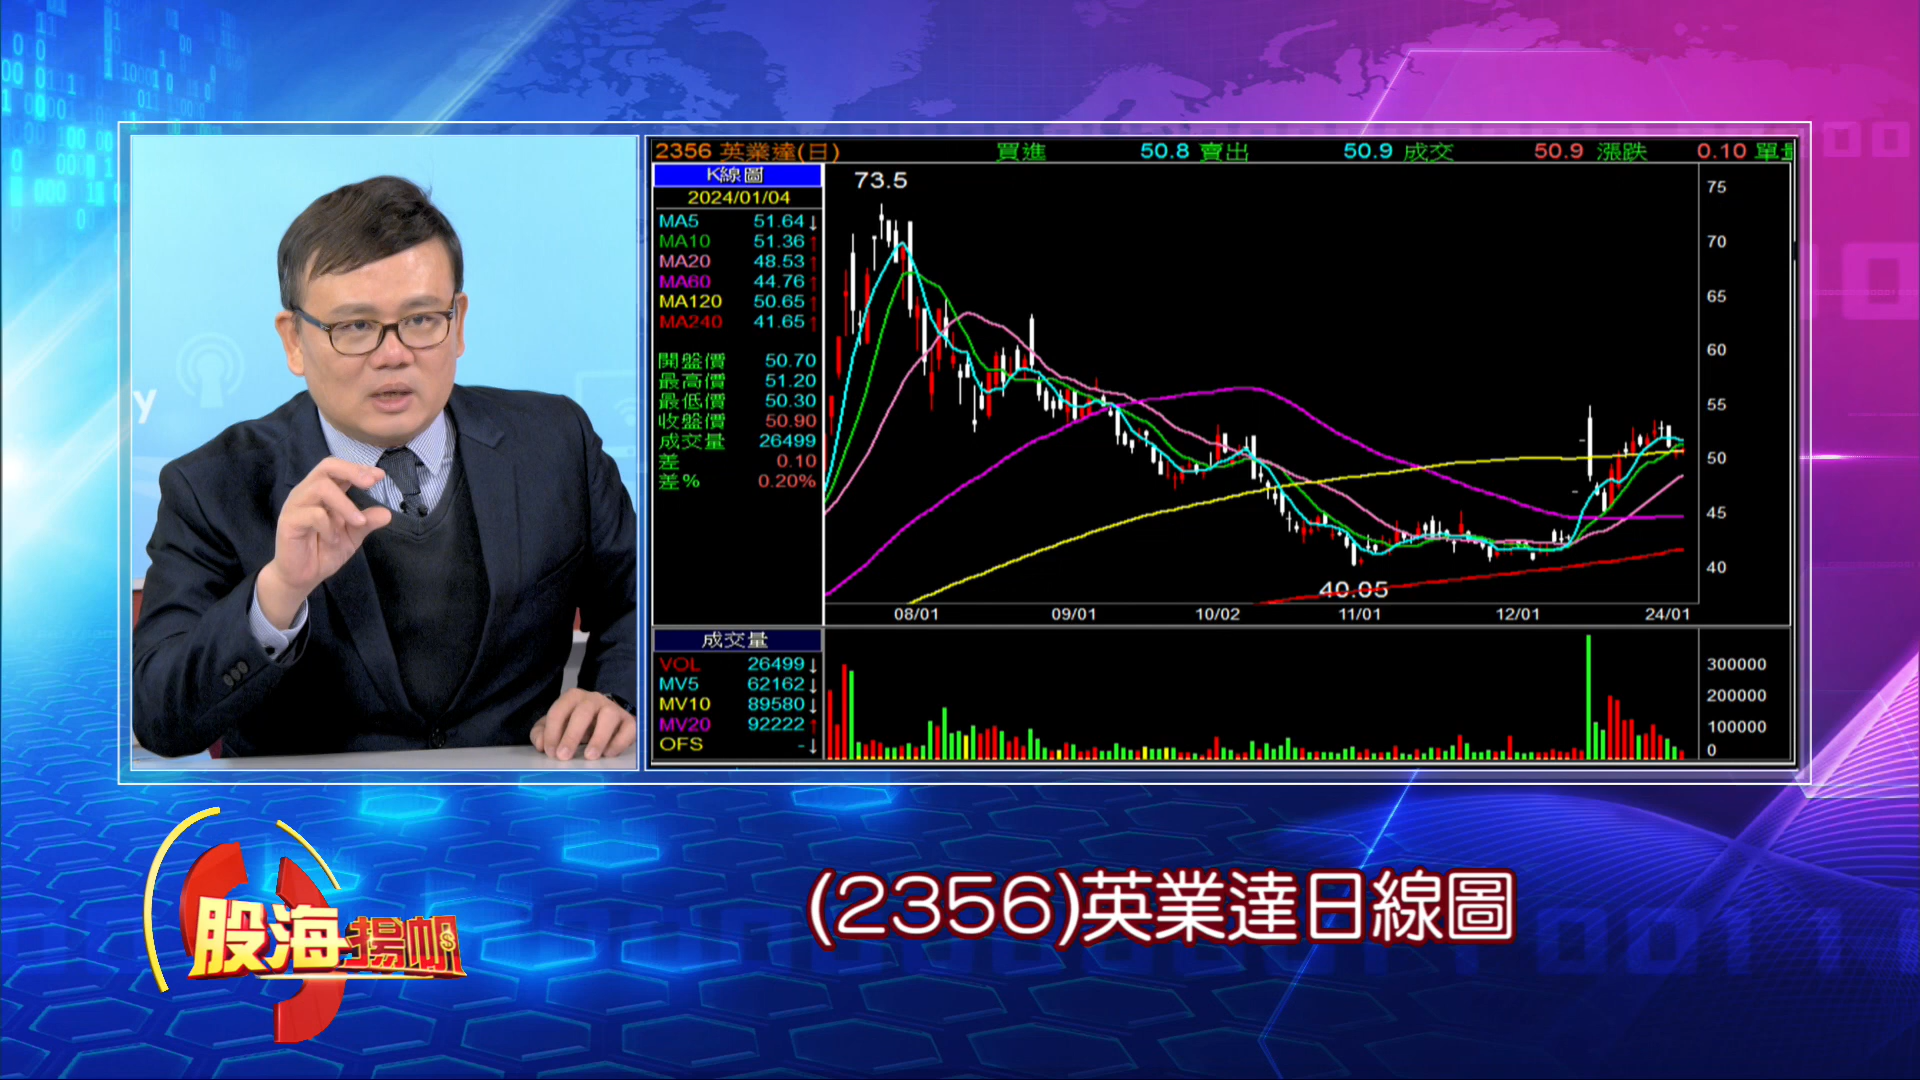 y
2356 英業達(日) 買進 50.8 賣出 50.9 成交 50.9 漲跌 0.10 單量
K線圖
2024/01/04
MA5 51.64↓
MA10 51.36↑
MA20 48.53↑
MA60 44.76↑
MA120 50.65↑
MA240 41.65↑
開盤價 50.70
最高價 51.20
最低價 50.30
收盤價 50.90
成交量 26499
差 0.10
差% 0.20%
73.5
40.05
75
70
65
60
55
50
45
40
08/01 09/01 10/02 11/01 12/01 24/01
成交量
VOL 26499↓
MV5 62162↓
MV10 89580↓
MV20 92222↑
OFS -↓
300000
200000
100000
0
股海揚帆
(2356)英業達日線圖